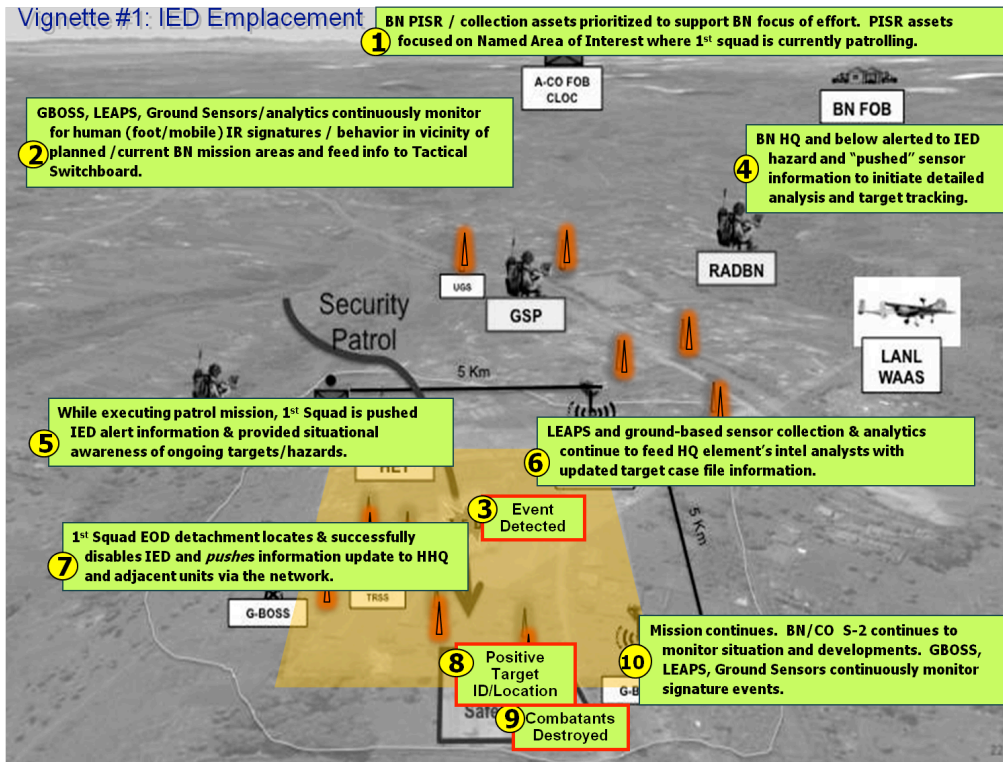 Vignette #1: IED Emplacement
1
BN PISR / collection assets prioritized to support BN focus of effort. PISR assets
focused on Named Area of Interest where 1st squad is currently patrolling.
A-CO FOB
CLOC
BN FOB
2
GBOSS, LEAPS, Ground Sensors/analytics continuously monitor
for human (foot/mobile) IR signatures / behavior in vicinity of
planned /current BN mission areas and feed info to Tactical
Switchboard.
4
BN HQ and below alerted to IED
hazard and “pushed” sensor
information to initiate detailed
analysis and target tracking.
RADBN
UGS
GSP
Security
Patrol
LANL
WAAS
5 Km
5
While executing patrol mission, 1st Squad is pushed
IED alert information & provided situational
awareness of ongoing targets/hazards.
6
LEAPS and ground-based sensor collection & analytics
continue to feed HQ element’s intel analysts with
updated target case file information.
3
Event
Detected
5 Km
7
1st Squad EOD detachment locates & successfully
disables IED and pushes information update to HHQ
and adjacent units via the network.
G-BOSS
TRSS
8
Positive
Target
ID/Location
10
Mission continues. BN/CO S-2 continues to
monitor situation and developments. GBOSS,
LEAPS, Ground Sensors continuously monitor
signature events.
9
Combatants
Destroyed
22